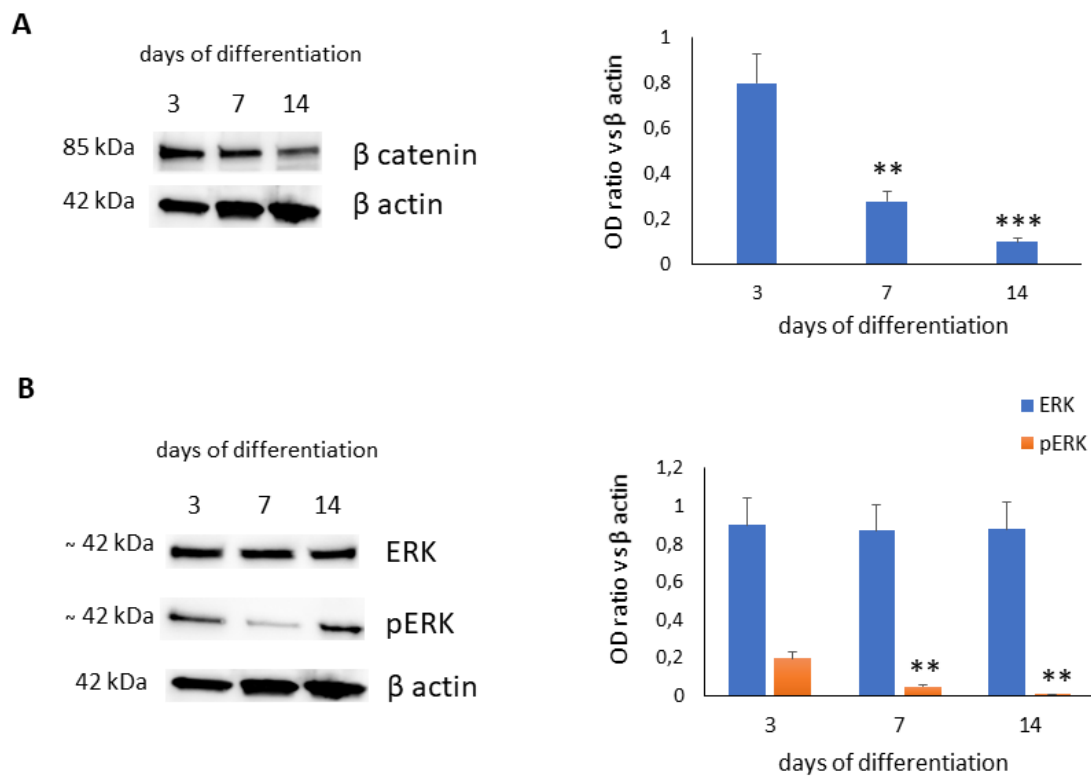 A
days of differentiation
3 7 14
85 kDa
β catenin
42 kDa
β actin
OD ratio vs β actin
1
0,8
0,6
0,4
0,2
0
**
***
3 7 14
days of differentiation
B
days of differentiation
3 7 14
~ 42 kDa
ERK
~ 42 kDa
pERK
42 kDa
β actin
ERK
pERK
OD ratio vs β actin
1,2
1
0,8
0,6
0,4
0,2
0
**
**
3 7 14
days of differentiation